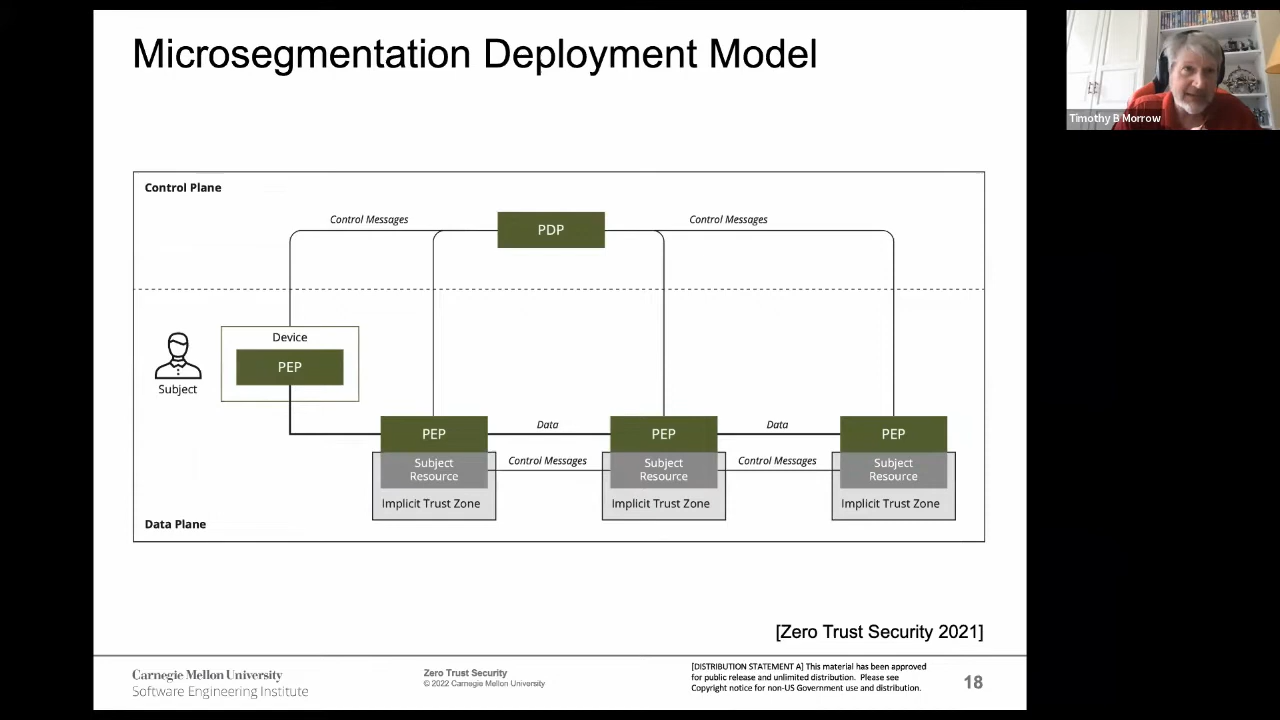 Microsegmentation Deployment Model
Timothy B Morrow
Control Plane
Control Messages
PDP
Control Messages
Device
PEP
Subject
PEP
Data
PEP
Data
PEP
Subject
Resource
Control Messages
Subject
Resource
Control Messages
Subject
Resource
Implicit Trust Zone
Implicit Trust Zone
Implicit Trust Zone
Data Plane
[Zero Trust Security 2021]
Carnegie Mellon University
Software Engineering Institute
Zero Trust Security
© 2022 Carnegie Mellon University
[DISTRIBUTION STATEMENT A] This material has been approved
for public release and unlimited distribution. Please see
Copyright notice for non-US Government use and distribution.
18